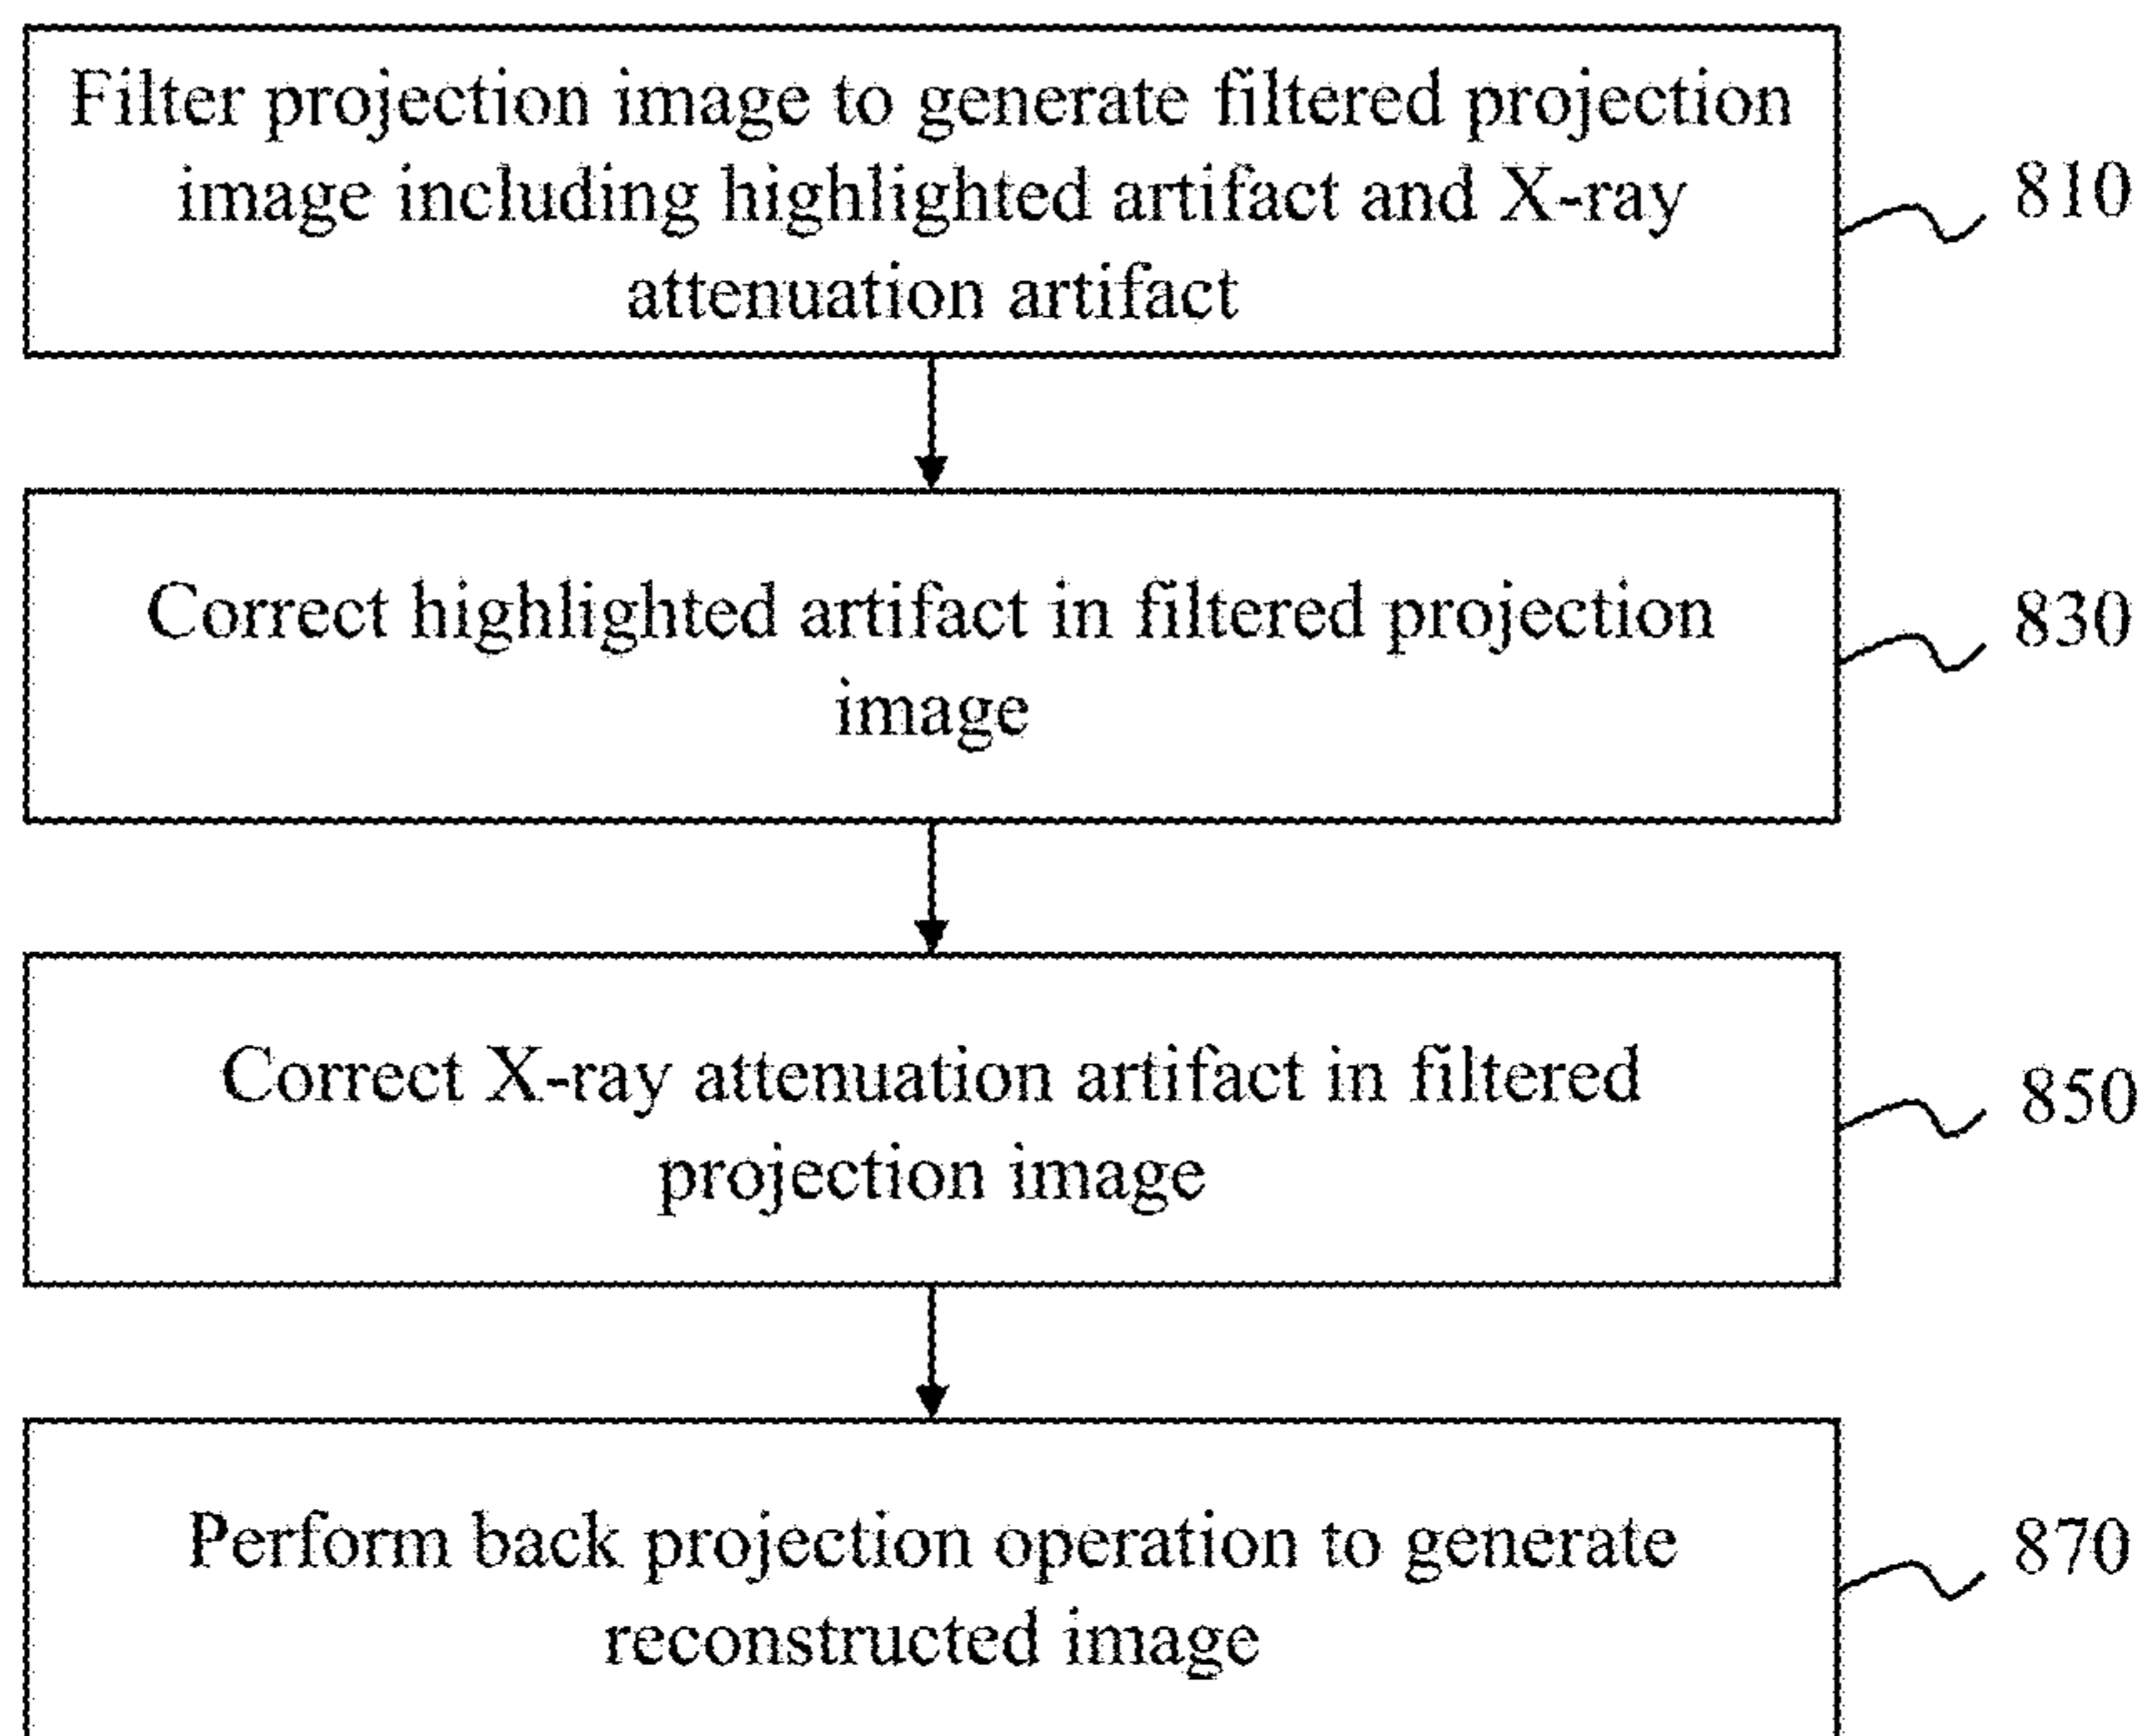 Filter projection image to generate filtered projection
image including highlighted artifact and X-ray
attenuation artifact
810
Correct highlighted artifact in filtered projection
image
830
Correct X-ray attenuation artifact in filtered
projection image
850
Perform back projection operation to generate
reconstructed image
870